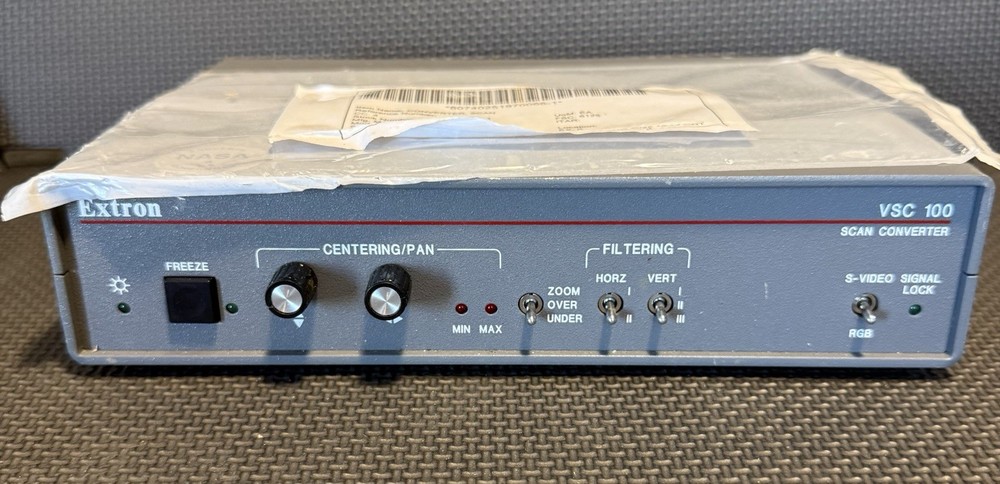 NASA
Extron
VSC 100
SCAN CONVERTER
CENTERING/PAN
FILTERING
FREEZE
HORZ
VERT
S-VIDEO
SIGNAL
LOCK
ZOOM
OVER
UNDER
I
II
I
II
III
MIN
MAX
RGB